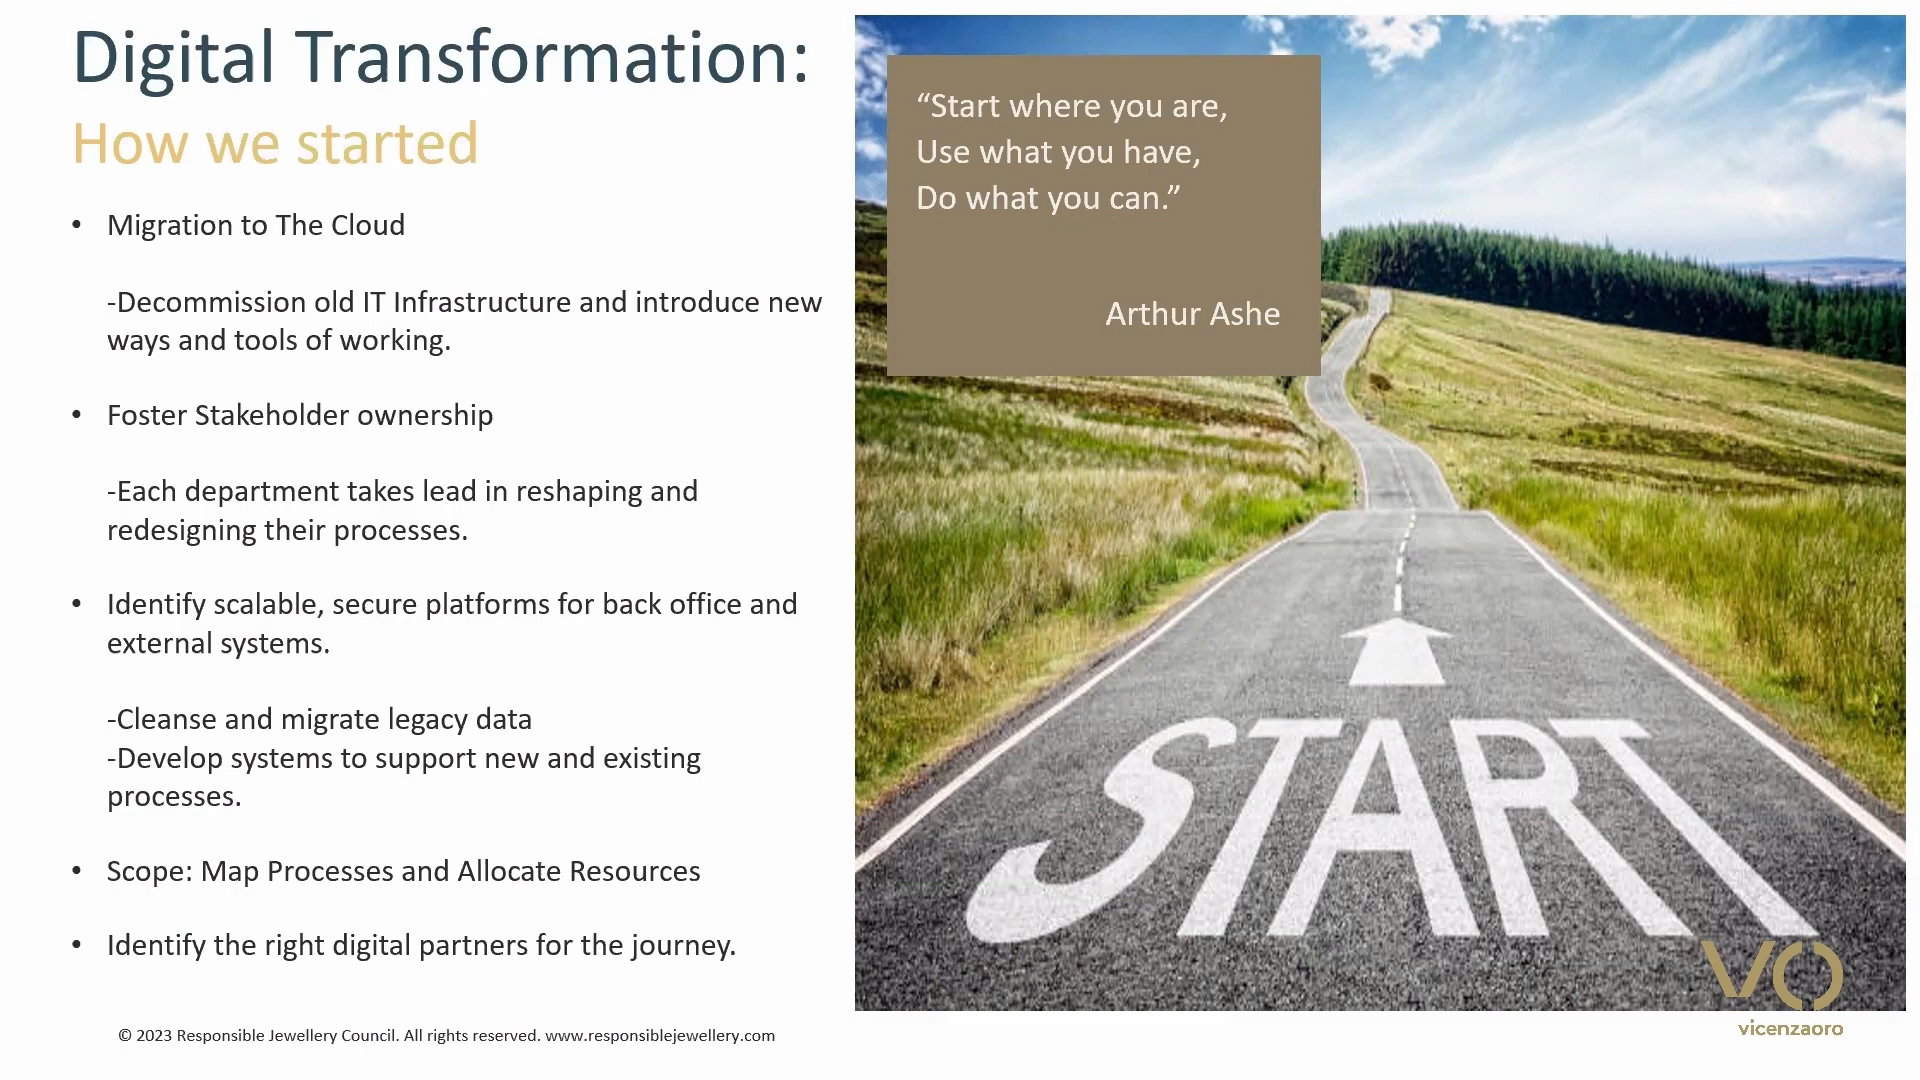 Digital Transformation:
How we started
• Migration to The Cloud
-Decommission old IT Infrastructure and introduce new
ways and tools of working.
• Foster Stakeholder ownership
-Each department takes lead in reshaping and
redesigning their processes.
• Identify scalable, secure platforms for back office and
external systems.
-Cleanse and migrate legacy data
-Develop systems to support new and existing
processes.
• Scope: Map Processes and Allocate Resources
• Identify the right digital partners for the journey.
© 2023 Responsible Jewellery Council. All rights reserved. www.responsiblejewellery.com
“Start where you are,
Use what you have,
Do what you can.”
Arthur Ashe
START
VO
vicenzaoro